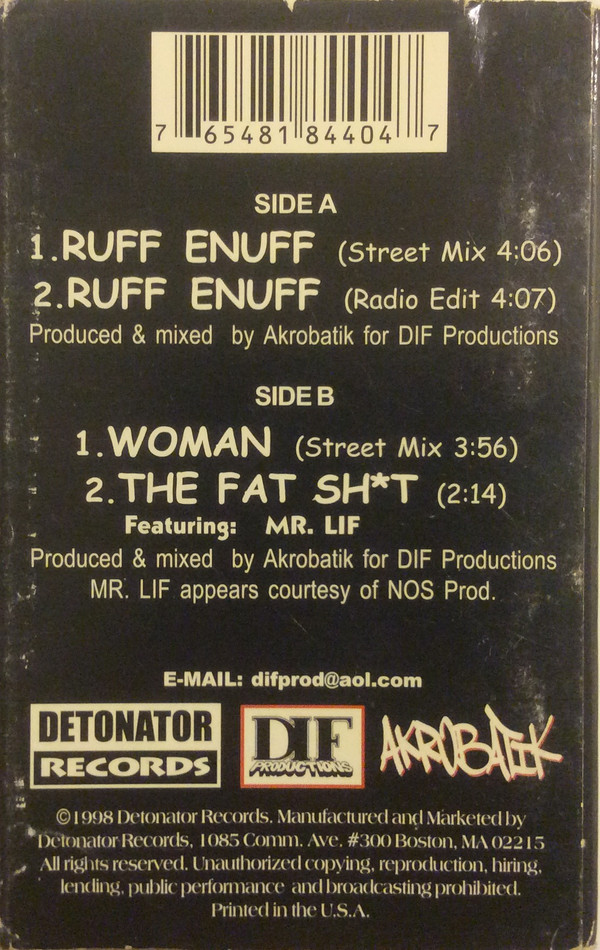 7 65481 84404 7
SIDE A
1.RUFF ENUFF (Street Mix 4:06)
2.RUFF ENUFF (Radio Edit 4:07)
Produced & mixed by Akrobatik for DIF Productions
SIDE B
1.WOMAN (Street Mix 3:56)
2.THE FAT SH*T (2:14)
Featuring: MR. LIF
Produced & mixed by Akrobatik for DIF Productions
MR. LIF appears courtesy of NOS Prod.
E-MAIL: difprod@aol.com
DETONATOR
RECORDS
DIF
PRODUCTIONS
AKROBATIK
©1998 Detonator Records. Manufactured and Marketed by
Detonator Records, 1085 Comm. Ave. #300 Boston, MA 02215
All rights reserved. Unauthorized copying, reproduction, hiring,
lending, public performance and broadcasting prohibited.
Printed in the U.S.A.